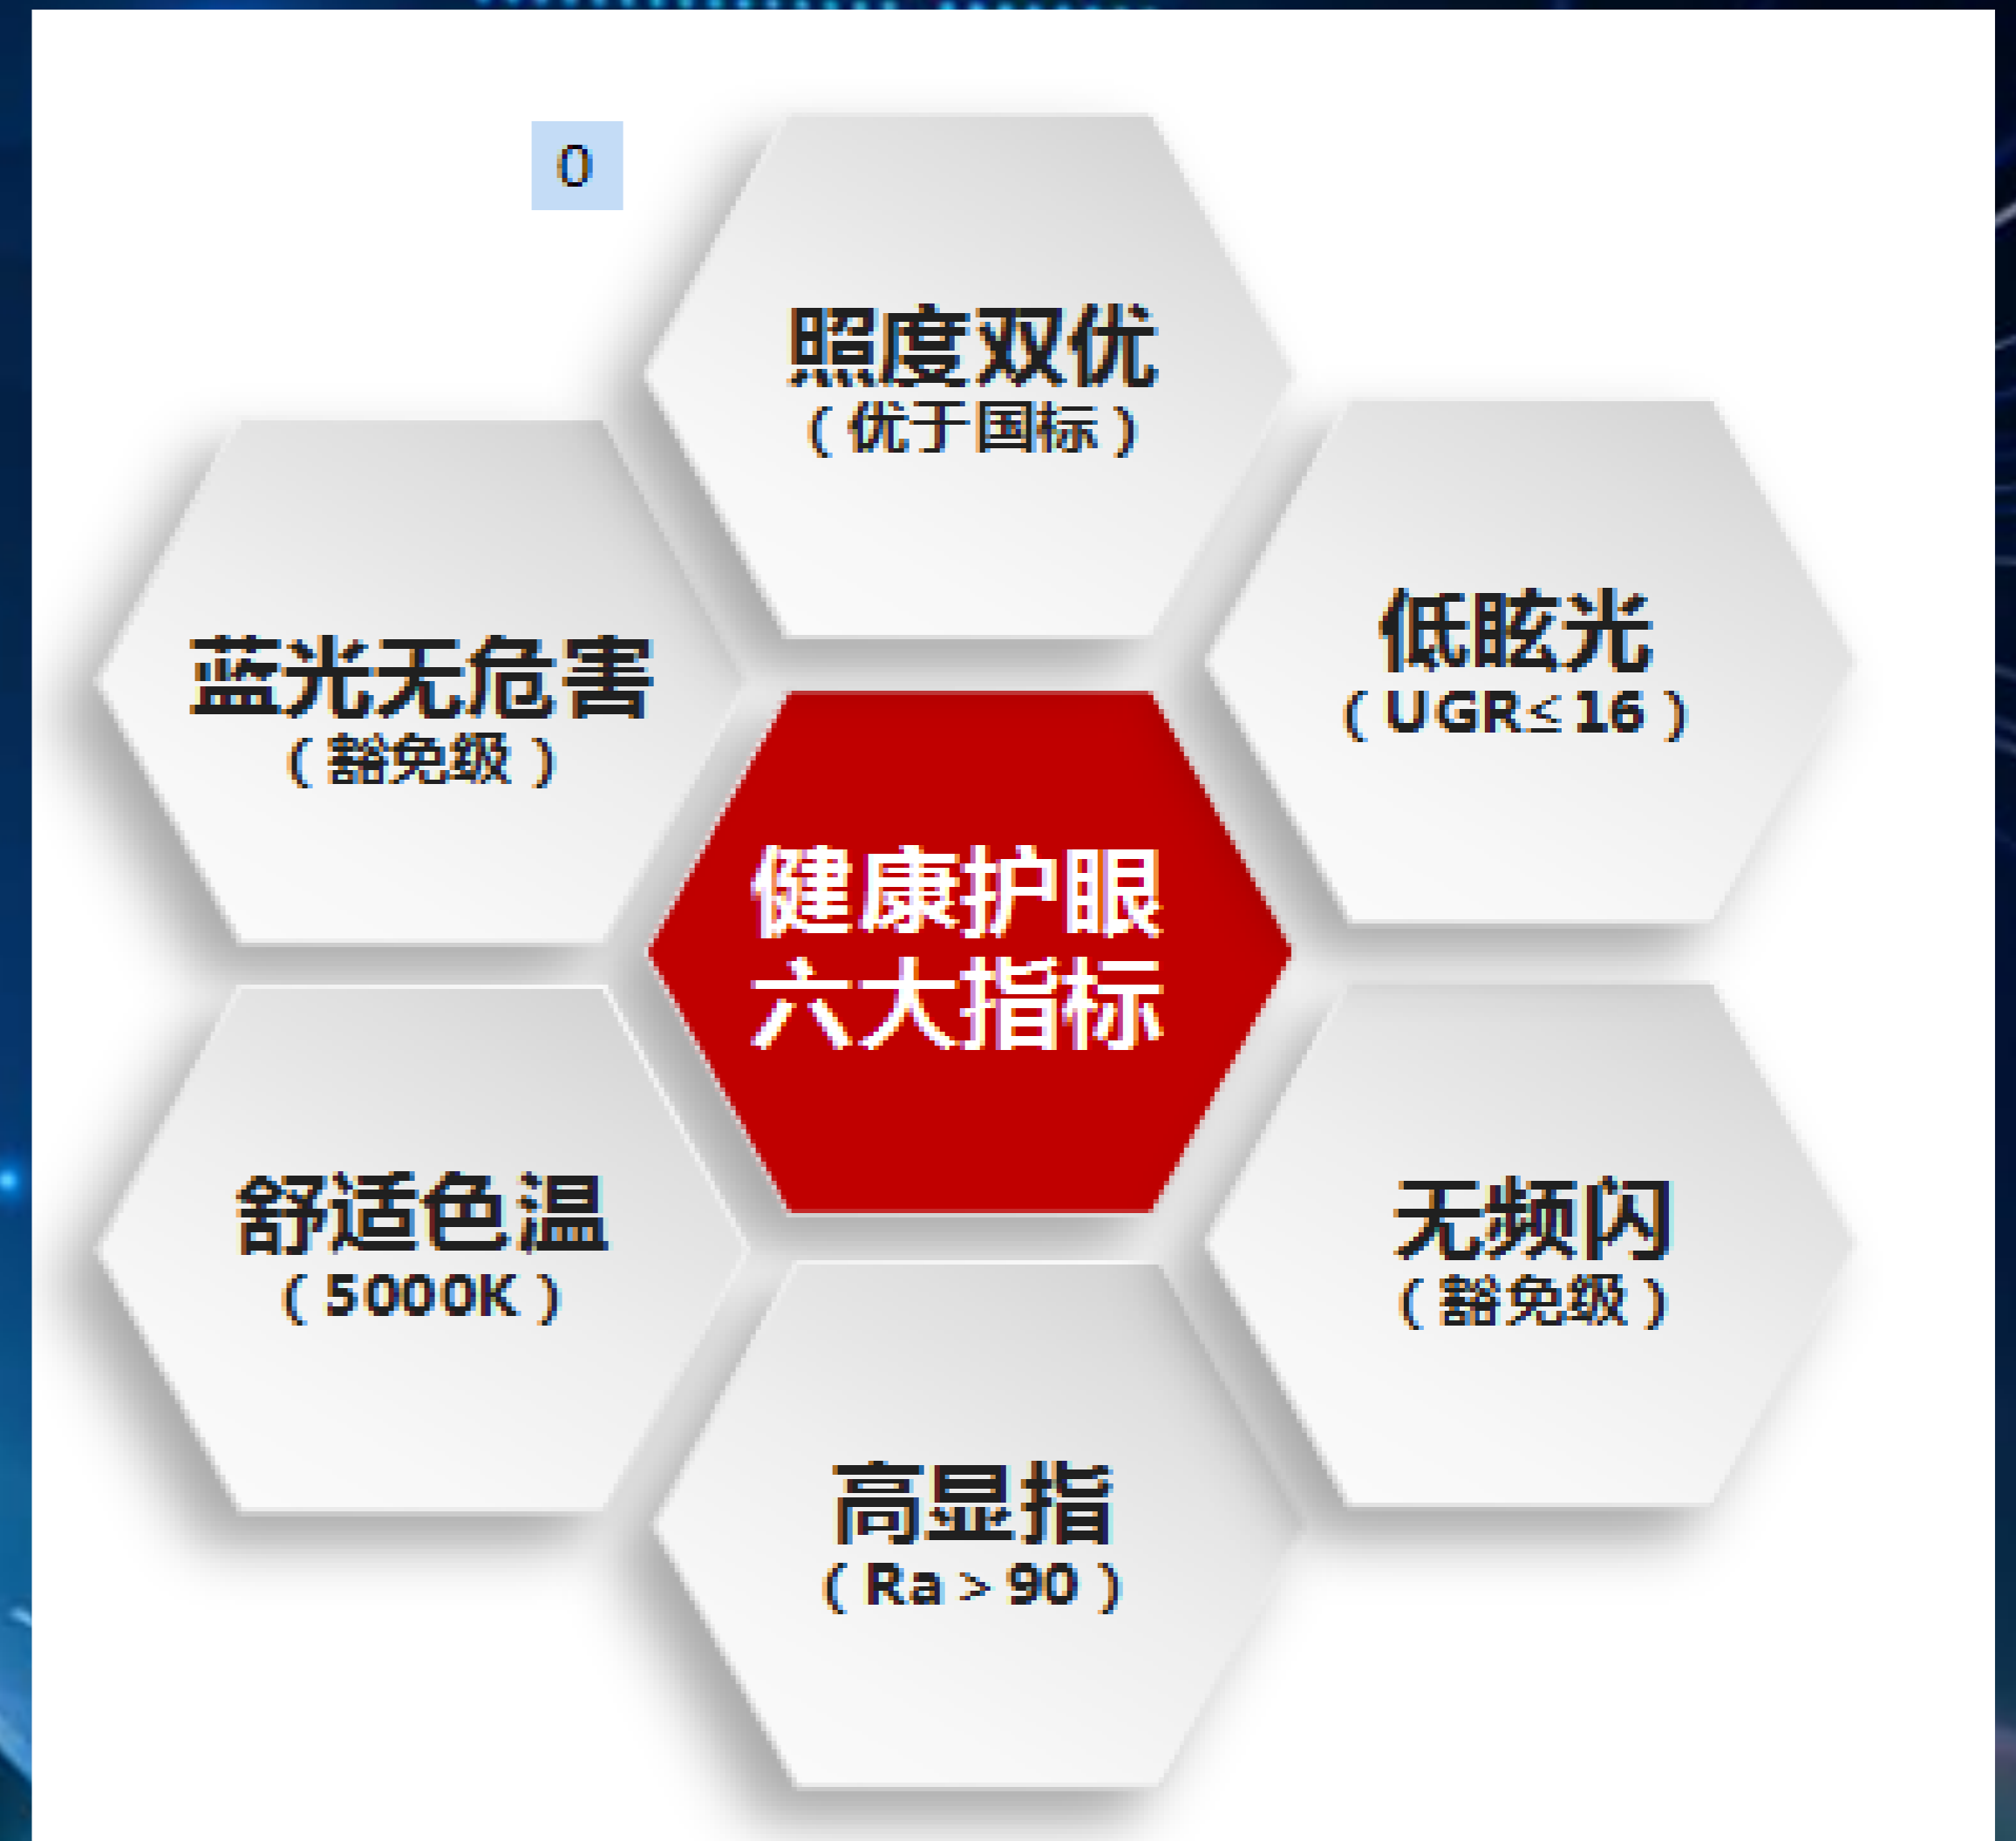 0
照度双优
（优于国标）
低眩光
（UGR≤16）
蓝光无危害
（豁免级）
健康护眼
六大指标
舒适色温
（5000K）
无频闪
（豁免级）
高显指
（Ra＞90）